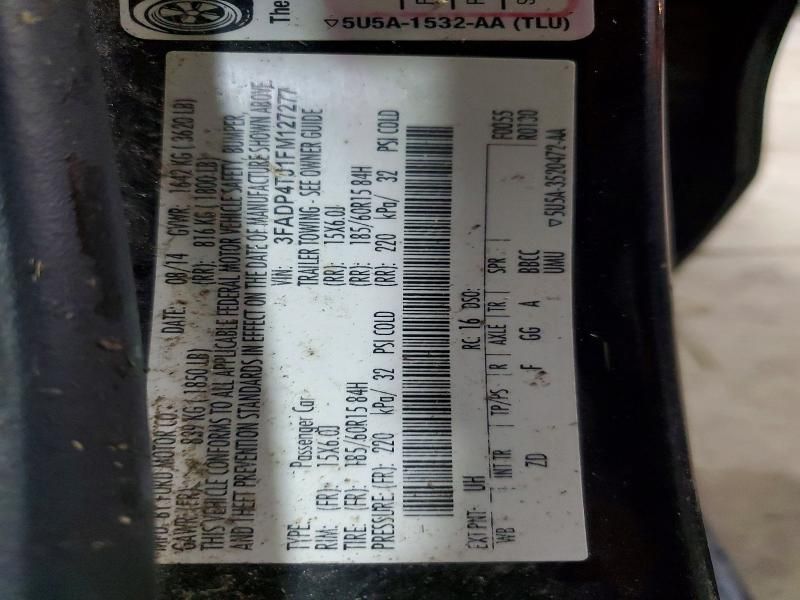 The
▽5U5A-1532-AA (TLU)
MFD. BY FORD MOTOR CO.
DATE: 08/14 GVWR: 1642 KG ( 3620 LB)
GAWR: (FR): 839 KG ( 1850 LB) (RR): 816 KG ( 1800 LB)
THIS VEHICLE CONFORMS TO ALL APPLICABLE FEDERAL MOTOR VEHICLE SAFETY, BUMPER,
AND THEFT PREVENTION STANDARDS IN EFFECT ON THE DATE OF MANUFACTURE SHOWN ABOVE.
VIN: 3FADP4TJ1FM127277
TYPE: Passenger Car TRAILER TOWING - SEE OWNER GUIDE
RIM: (FR): 15X6.0J (RR): 15X6.0J
TIRE: (FR): 185/60R15 84H (RR): 185/60R15 84H
PRESSURE (FR): 220 kPa/ 32 PSI COLD (RR): 220 kPa/ 32 PSI COLD
EXT PNT: UH RC: 16 DSO: F0055
R0130
WB INT TR TP/PS R AXLE TR SPR
ZD F GG A BBCC
UMU
▽5U5A-3520472-AA